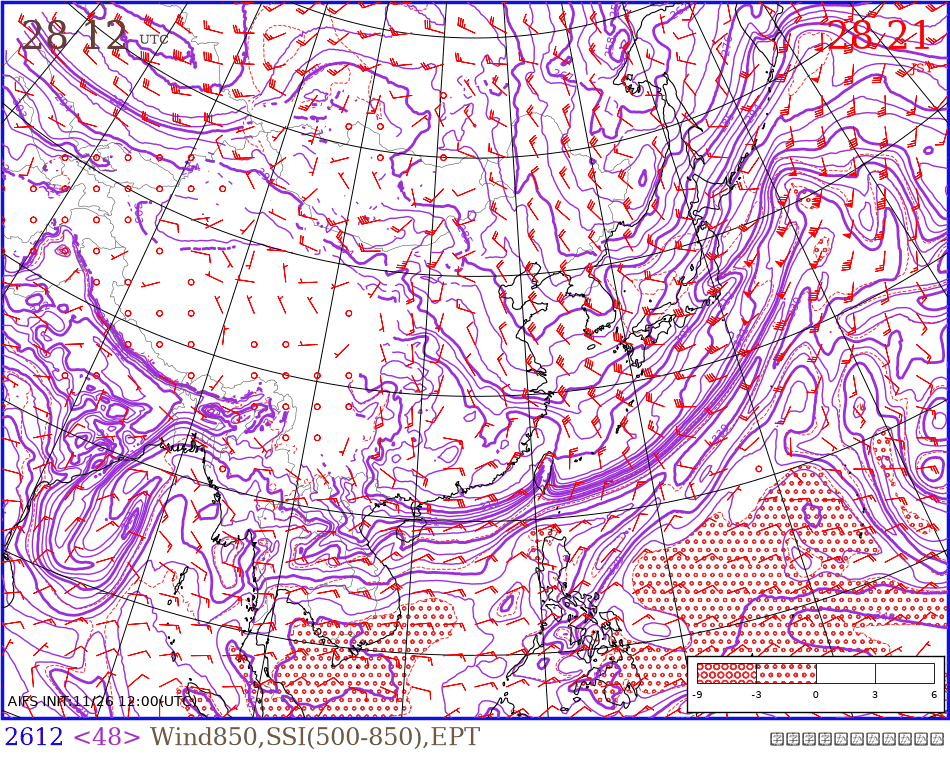 28 12 UTC
28 21
JST
AIFS INIT:11/26 12:00(UTC)
-9 -3 0 3 6
2612 <48> Wind850,SSI(500-850),EPT